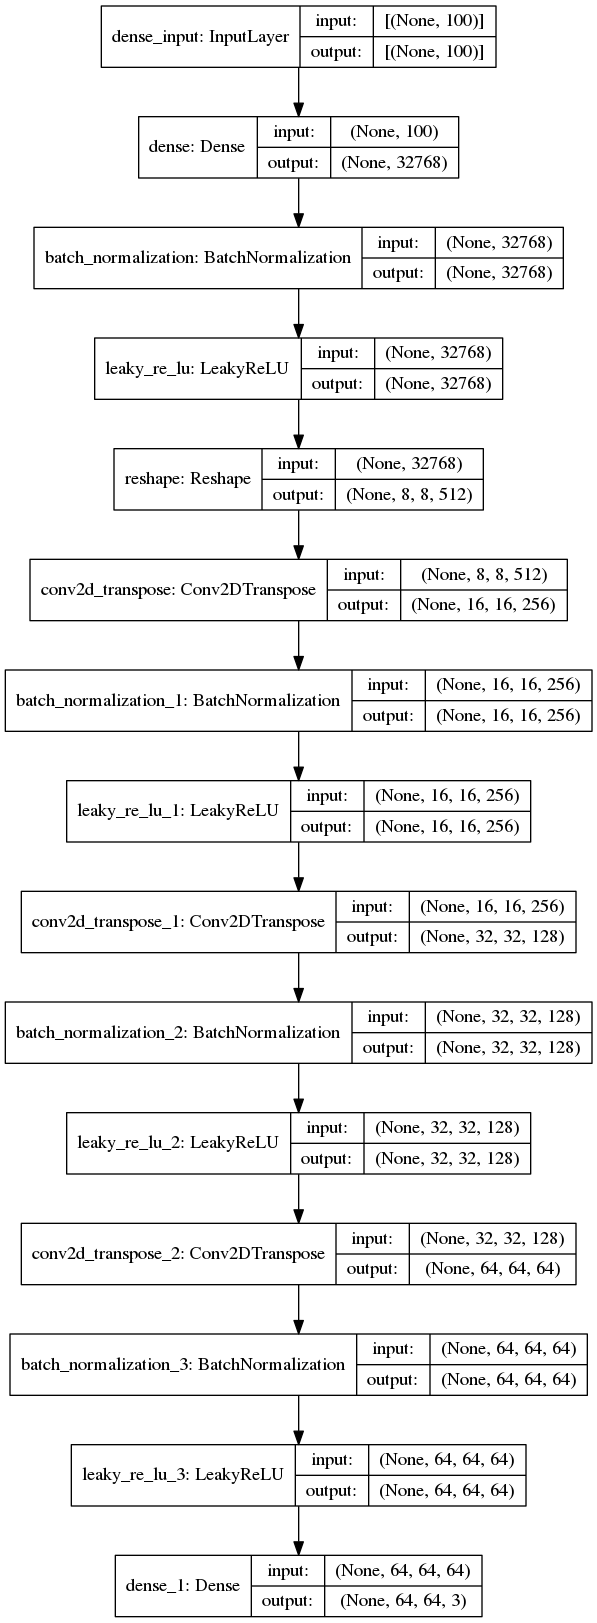 dense_input: InputLayer
input:
[(None, 100)]
output:
[(None, 100)]
dense: Dense
input:
(None, 100)
output:
(None, 32768)
batch_normalization: BatchNormalization
input:
(None, 32768)
output:
(None, 32768)
leaky_re_lu: LeakyReLU
input:
(None, 32768)
output:
(None, 32768)
reshape: Reshape
input:
(None, 32768)
output:
(None, 8, 8, 512)
conv2d_transpose: Conv2DTranspose
input:
(None, 8, 8, 512)
output:
(None, 16, 16, 256)
batch_normalization_1: BatchNormalization
input:
(None, 16, 16, 256)
output:
(None, 16, 16, 256)
leaky_re_lu_1: LeakyReLU
input:
(None, 16, 16, 256)
output:
(None, 16, 16, 256)
conv2d_transpose_1: Conv2DTranspose
input:
(None, 16, 16, 256)
output:
(None, 32, 32, 128)
batch_normalization_2: BatchNormalization
input:
(None, 32, 32, 128)
output:
(None, 32, 32, 128)
leaky_re_lu_2: LeakyReLU
input:
(None, 32, 32, 128)
output:
(None, 32, 32, 128)
conv2d_transpose_2: Conv2DTranspose
input:
(None, 32, 32, 128)
output:
(None, 64, 64, 64)
batch_normalization_3: BatchNormalization
input:
(None, 64, 64, 64)
output:
(None, 64, 64, 64)
leaky_re_lu_3: LeakyReLU
input:
(None, 64, 64, 64)
output:
(None, 64, 64, 64)
dense_1: Dense
input:
(None, 64, 64, 64)
output:
(None, 64, 64, 3)